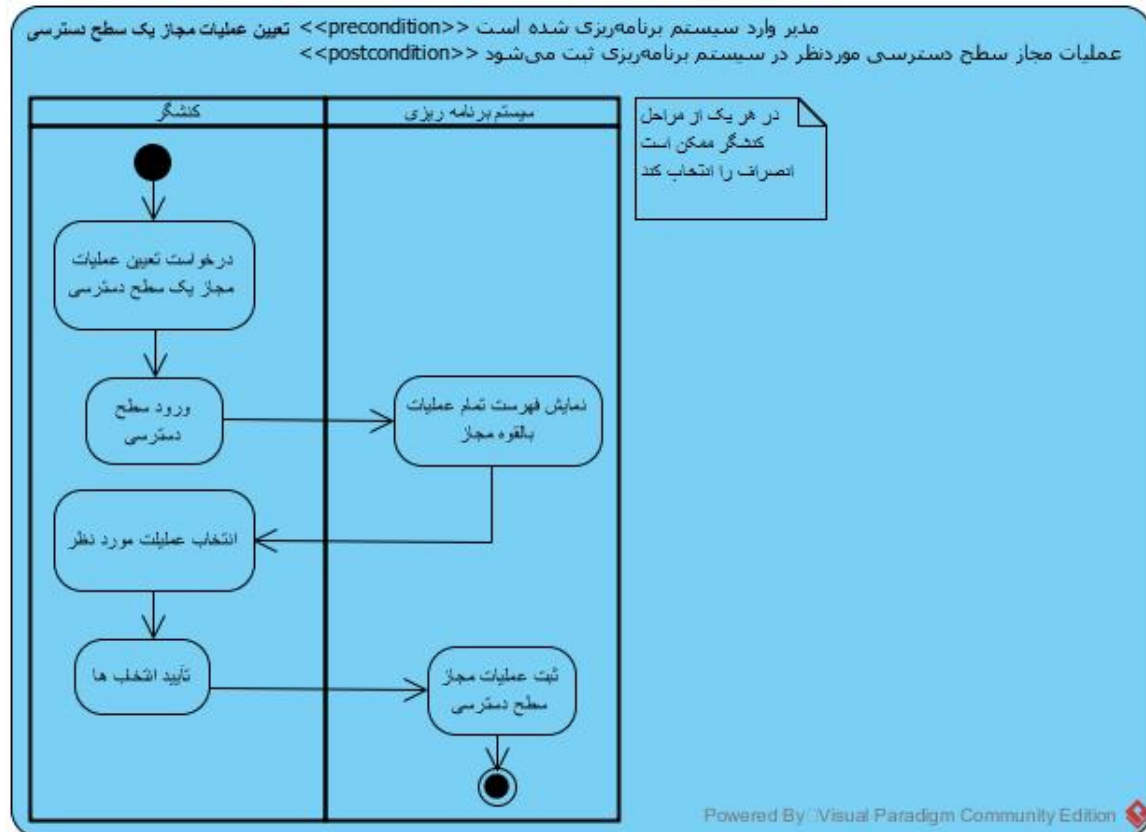 تعیین عملیات مجاز یک سطح دسترسی <<precondition>> مدیر وارد سیستم برنامه‌ریزی شده است
<<postcondition>> عملیات مجاز سطح دسترسی موردنظر در سیستم برنامه‌ریزی ثبت می‌شود
کنشگر
سیستم برنامه ریزی
در هر یک از مراحل
کنشگر ممکن است
انصراف را انتخاب کند
درخواست تعیین عملیات
مجاز یک سطح دسترسی
ورود سطح
دسترسی
نمایش فهرست تمام عملیات
بالقوه مجاز
انتخاب عملیلت مورد نظر
تأیید انتخاب ها
ثبت عملیات مجاز
سطح دسترسی
Powered By Visual Paradigm Community Edition